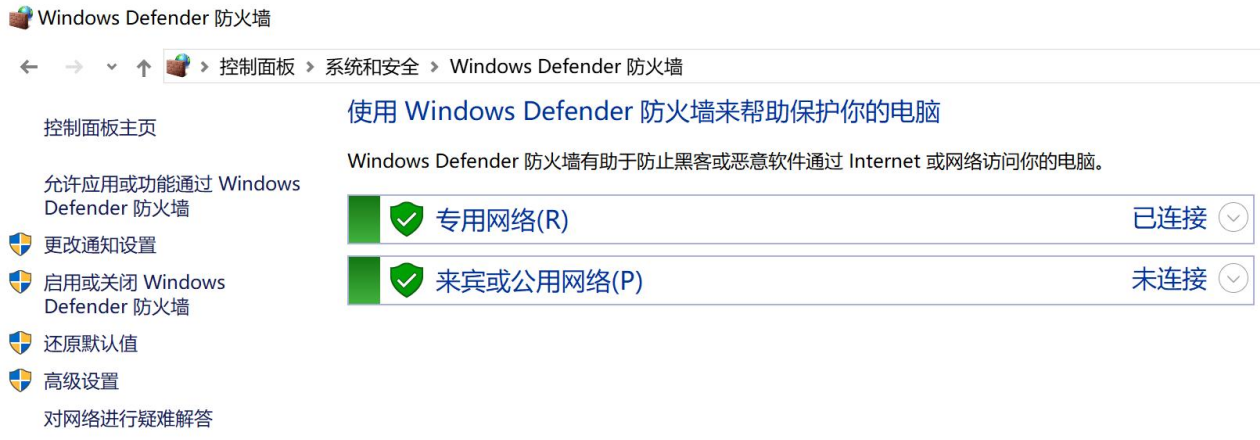 Windows Defender 防火墙
控制面板
系统和安全
Windows Defender 防火墙
控制面板主页
允许应用或功能通过 Windows
Defender 防火墙
更改通知设置
启用或关闭 Windows
Defender 防火墙
还原默认值
高级设置
对网络进行疑难解答
使用 Windows Defender 防火墙来帮助保护你的电脑
Windows Defender 防火墙有助于防止黑客或恶意软件通过 Internet 或网络访问你的电脑。
专用网络(R)
已连接
来宾或公用网络(P)
未连接